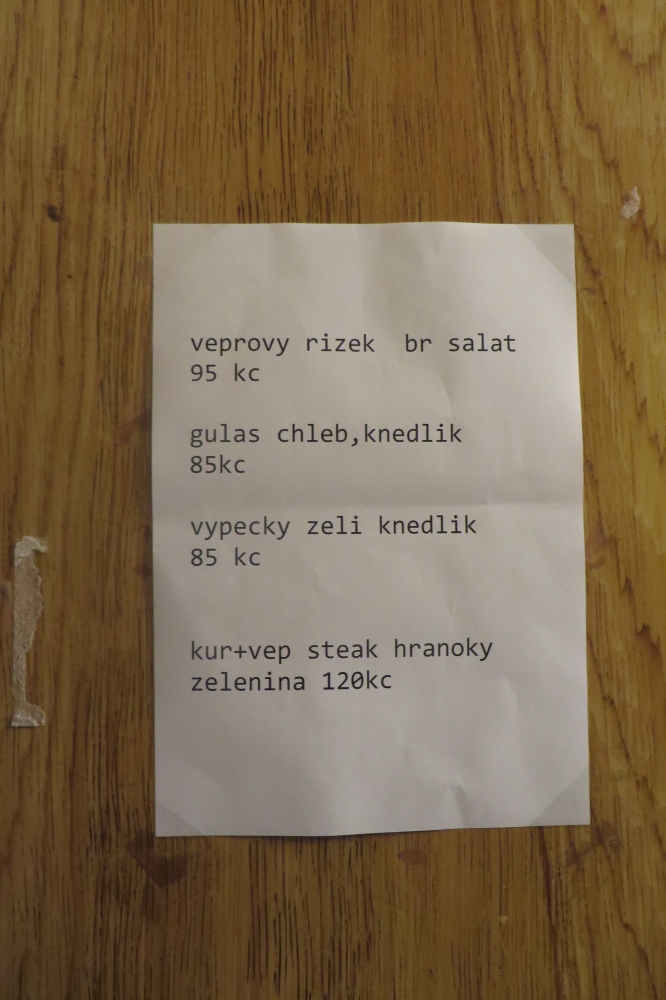 veprovy rizek  br salat
95 kc
gulas chleb,knedlik
85kc
vypecky zeli knedlik
85 kc
kur+vep steak hranoky
zelenina 120kc